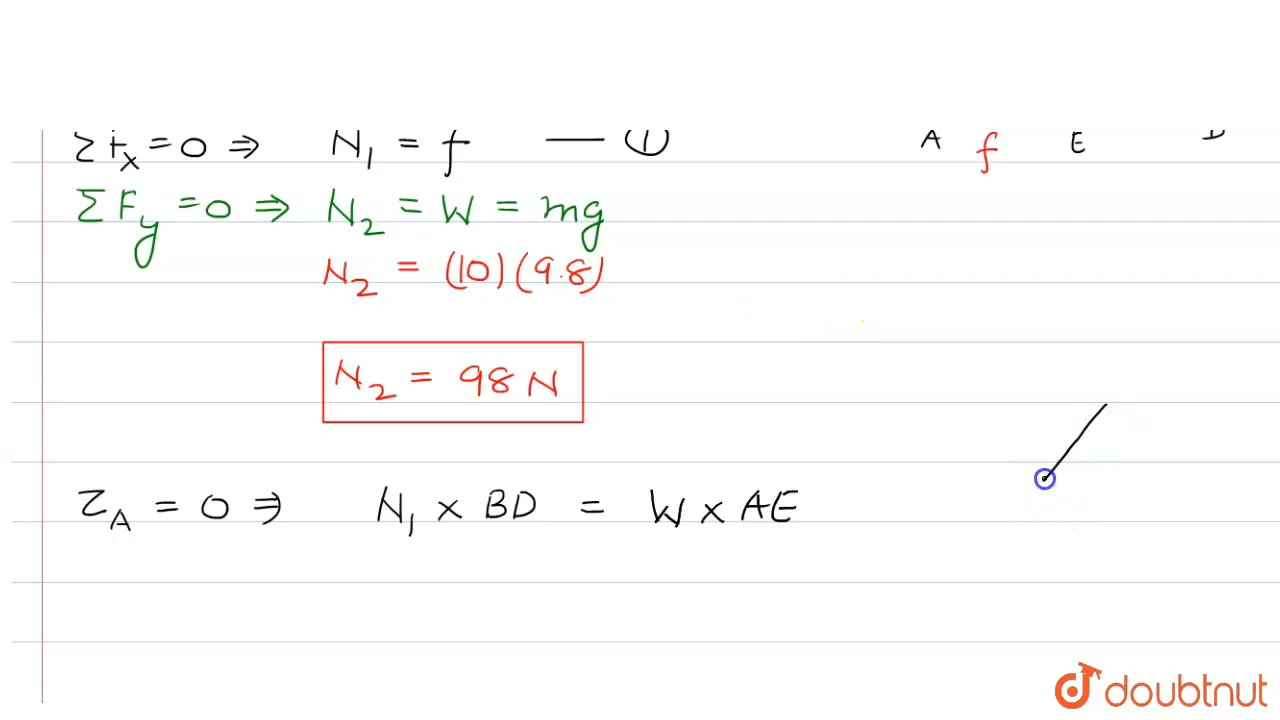 ΣFx = 0 ⇒ N₁ = f — ① A f E D
ΣFy = 0 ⇒ N₂ = W = mg
N₂ = (10)(9.8)
N₂ = 98 N
τA = 0 ⇒ N₁ × BD = W × AE
doubtnut